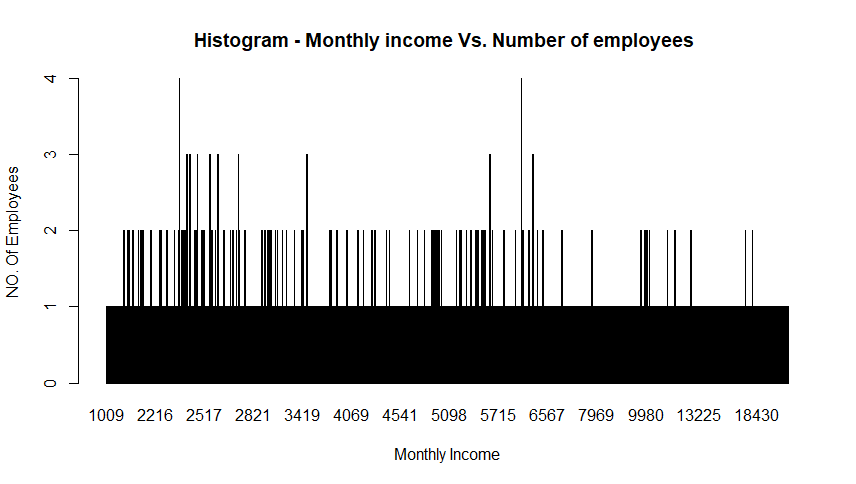 Histogram - Monthly income Vs. Number of employees
NO. Of Employees
4
3
2
1
0
1009 2216 2517 2821 3419 4069 4541 5098 5715 6567 7969 9980 13225 18430
Monthly Income